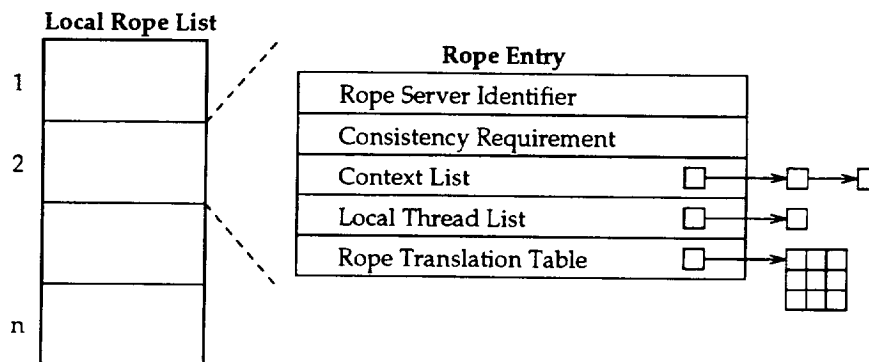 Local Rope List
1
2
n
Rope Entry
Rope Server Identifier
Consistency Requirement
Context List
Local Thread List
Rope Translation Table